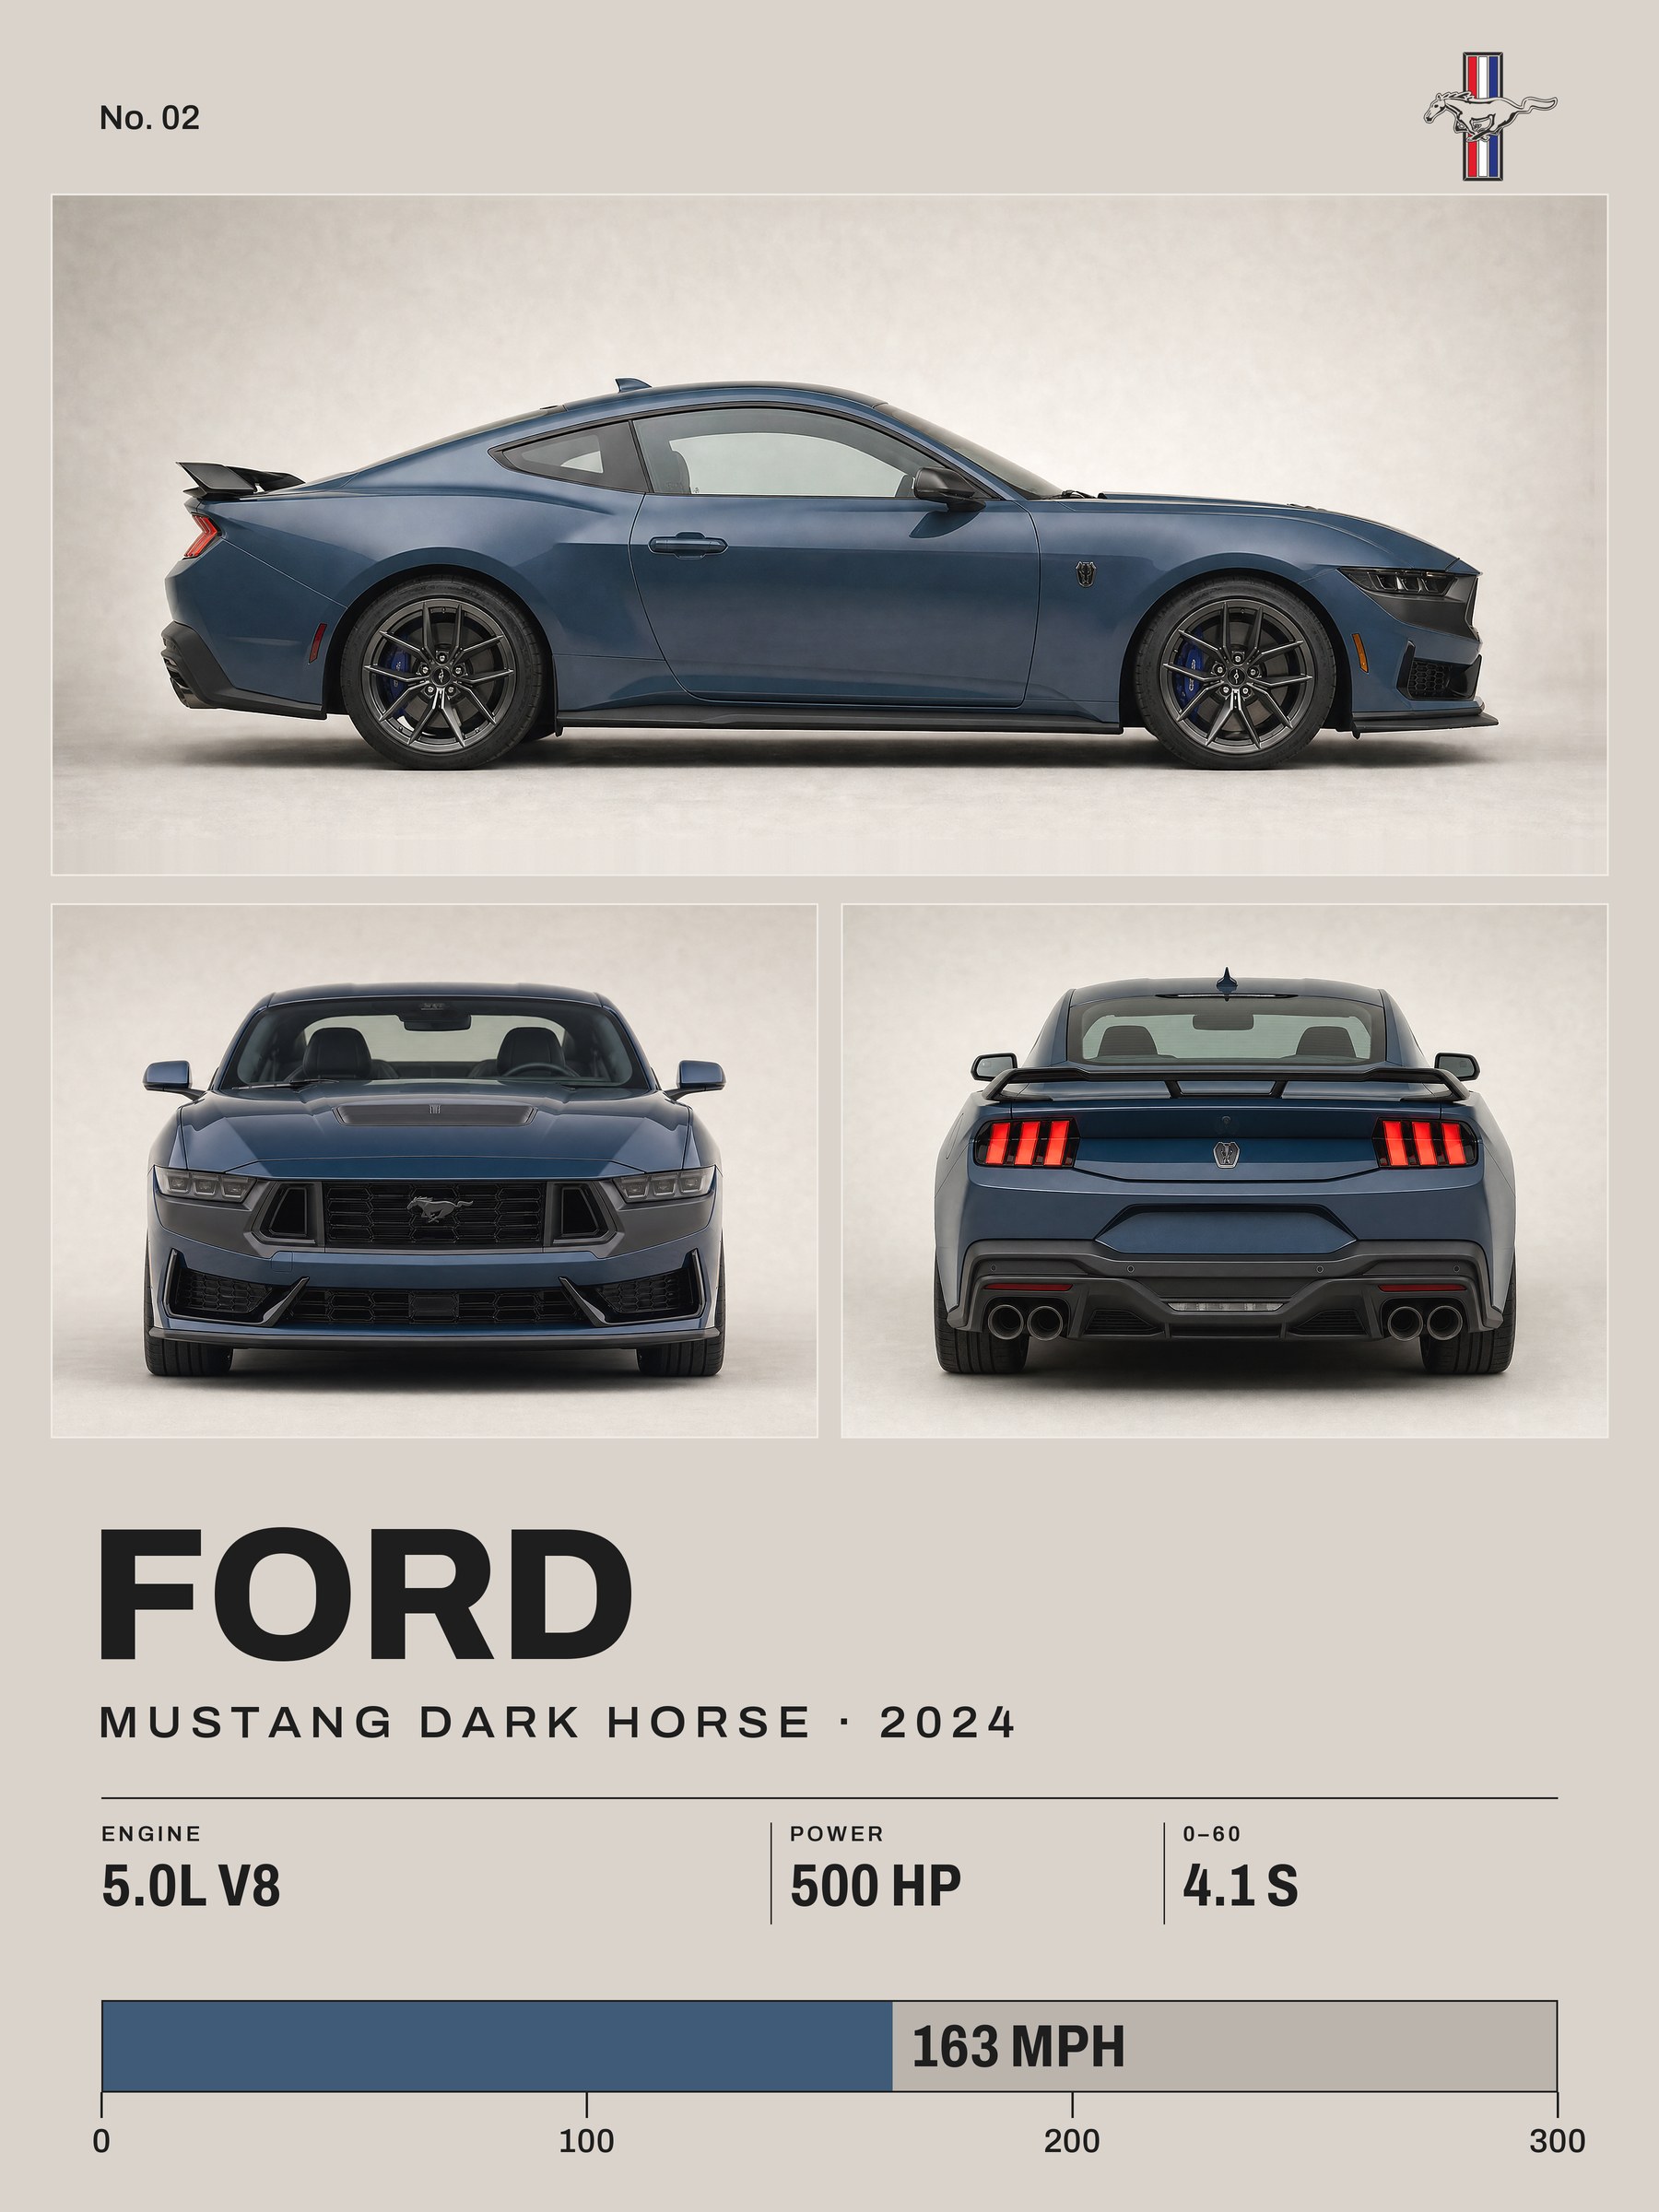 No. 02
FORD
MUSTANG DARK HORSE · 2024
ENGINE
5.0L V8
POWER
500 HP
0–60
4.1 S
163 MPH
0
100
200
300